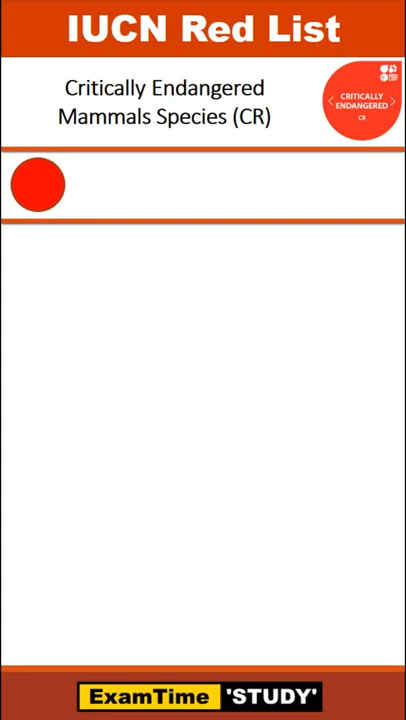 IUCN Red List
Critically Endangered
Mammals Species (CR)
CRITICALLY
ENDANGERED
CR
ExamTime 'STUDY'